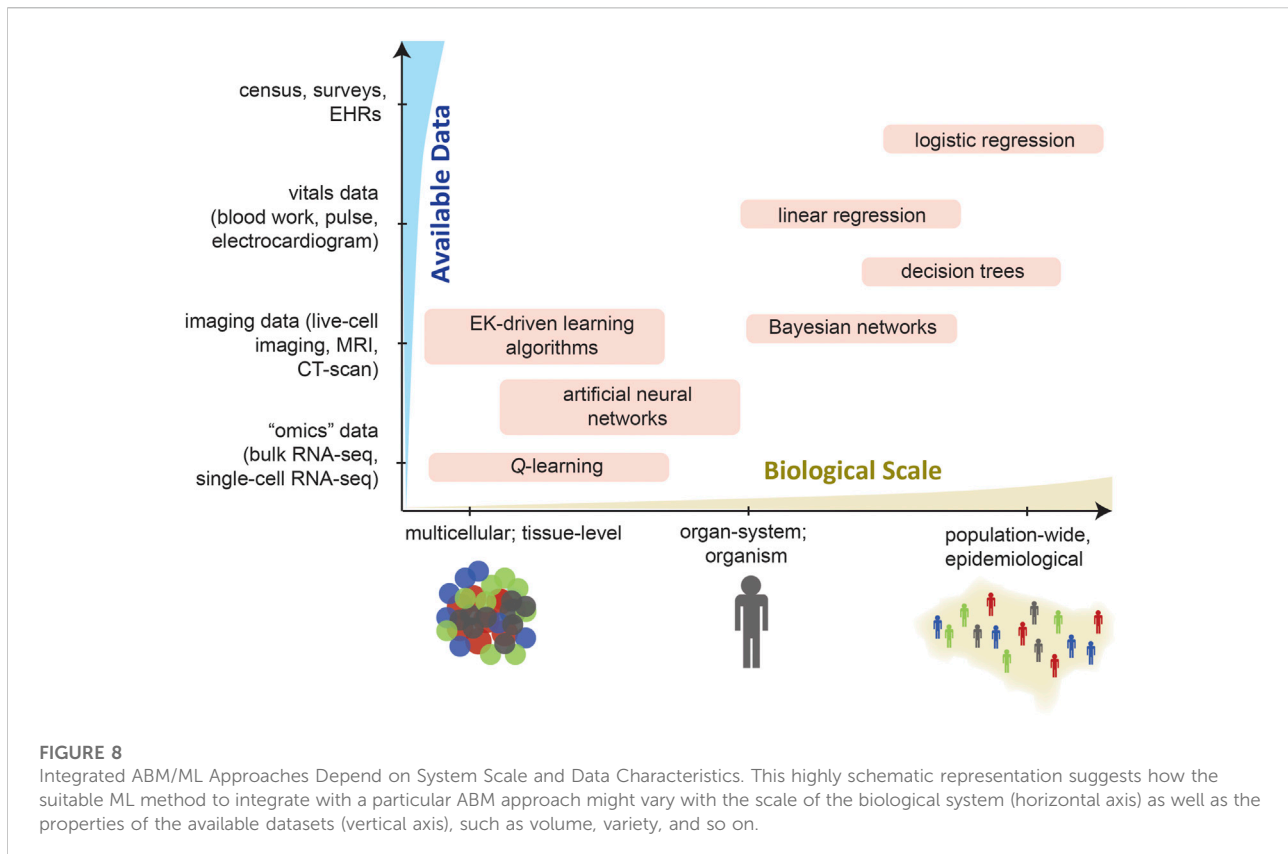 census, surveys,
EHRs
vitals data
(blood work, pulse,
electrocardiogram)
imaging data (live-cell
imaging, MRI,
CT-scan)
“omics” data
(bulk RNA-seq,
single-cell RNA-seq)
Available Data
logistic regression
linear regression
decision trees
EK-driven learning
algorithms
Bayesian networks
artificial neural
networks
Q-learning
Biological Scale
multicellular; tissue-level
organ-system;
organism
population-wide,
epidemiological
FIGURE 8
Integrated ABM/ML Approaches Depend on System Scale and Data Characteristics. This highly schematic representation suggests how the
suitable ML method to integrate with a particular ABM approach might vary with the scale of the biological system (horizontal axis) as well as the
properties of the available datasets (vertical axis), such as volume, variety, and so on.